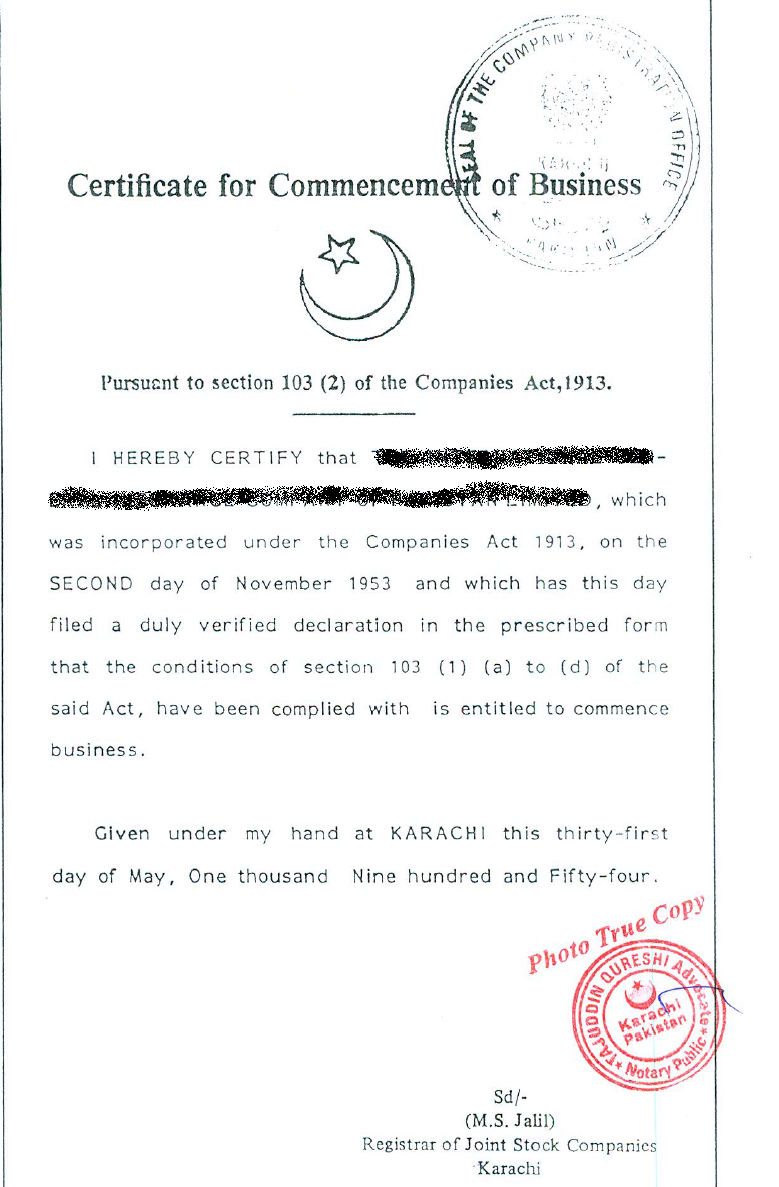 SEAL OF THE COMPANY REGISTRATION OFFICE
KARACHI
PAKISTAN
Certificate for Commencement of Business
Pursuant to section 103 (2) of the Companies Act,1913.
I HEREBY CERTIFY that -
, which
was incorporated under the Companies Act 1913, on the
SECOND day of November 1953 and which has this day
filed a duly verified declaration in the prescribed form
that the conditions of section 103 (1) (a) to (d) of the
said Act, have been complied with is entitled to commence
business.
Given under my hand at KARACHI this thirty-first
day of May, One thousand Nine hundred and Fifty-four.
Photo True Copy
TAJUDDIN QURESHI Advocate
Karachi
Pakistan
Notary Public
Sd/-
(M.S. Jalil)
Registrar of Joint Stock Companies
Karachi